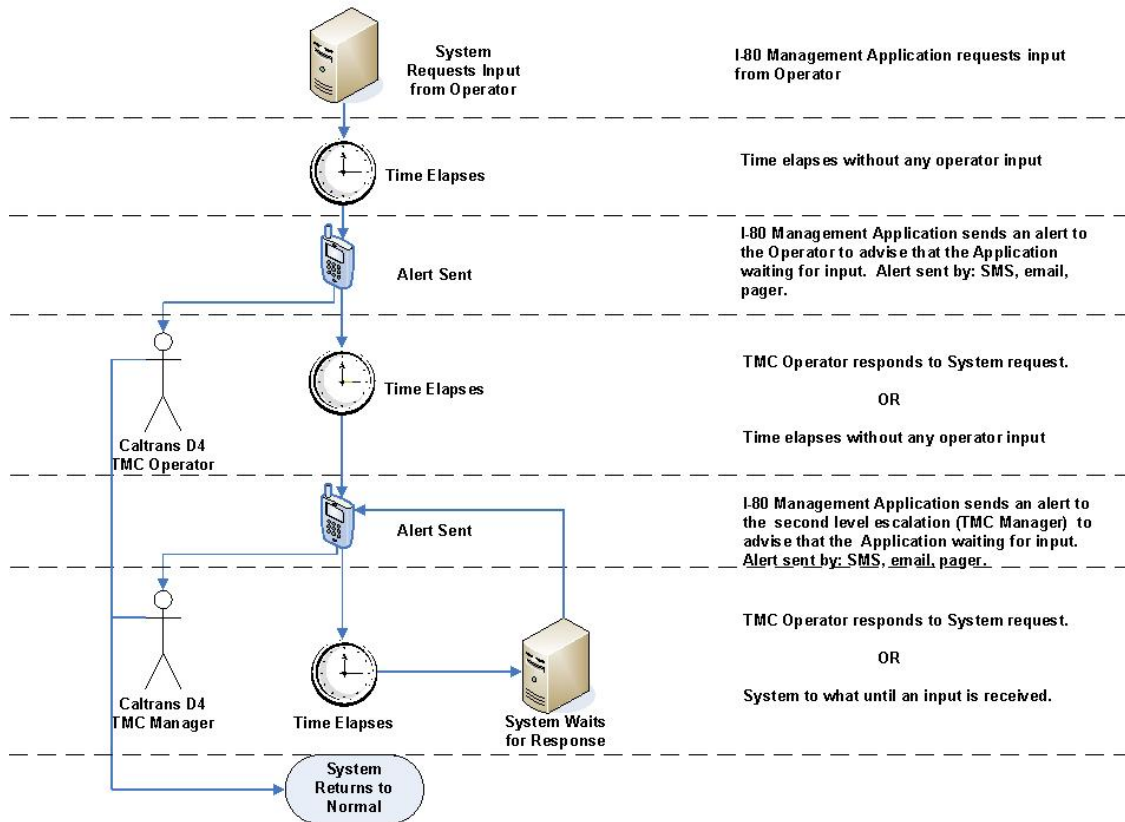 System
Requests Input
from Operator
I-80 Management Application requests input
from Operator
Time Elapses
Time elapses without any operator input
Alert Sent
I-80 Management Application sends an alert to
the Operator to advise that the Application
waiting for input. Alert sent by: SMS, email,
pager.
Caltrans D4
TMC Operator
Time Elapses
TMC Operator responds to System request.
OR
Time elapses without any operator input
Alert Sent
I-80 Management Application sends an alert to
the second level escalation (TMC Manager) to
advise that the Application waiting for input.
Alert sent by: SMS, email, pager.
Caltrans D4
TMC Manager
Time Elapses
System Waits
for Response
TMC Operator responds to System request.
OR
System to what until an input is received.
System
Returns to
Normal